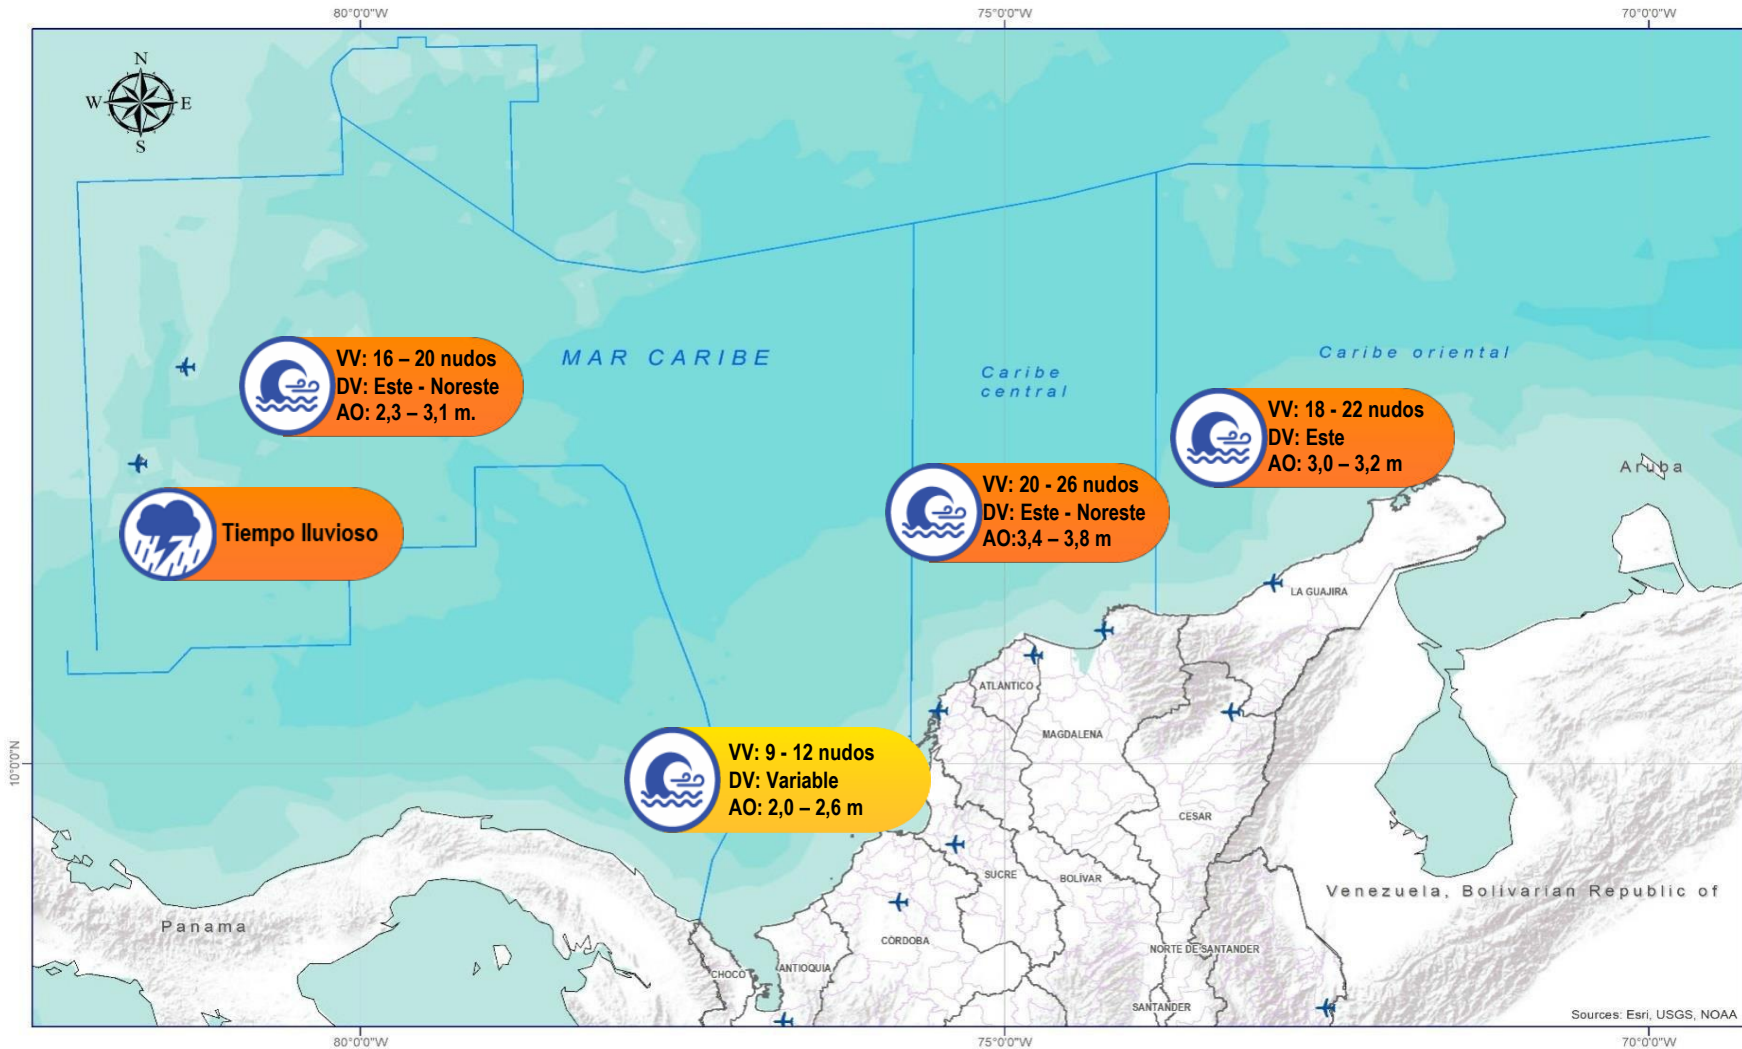 80°0'0"W
75°0'0"W
70°0'0"W
N
W
E
S
MAR CARIBE
Caribe
central
Caribe oriental
VV: 16 – 20 nudos
DV: Este - Noreste
AO: 2,3 – 3,1 m.
VV: 18 - 22 nudos
DV: Este
AO: 3,0 – 3,2 m
Aruba
VV: 20 - 26 nudos
DV: Este - Noreste
AO:3,4 – 3,8 m
Tiempo lluvioso
LA GUAJIRA
ATLÁNTICO
MAGDALENA
10°0'0"N
VV: 9 - 12 nudos
DV: Variable
AO: 2,0 – 2,6 m
CESAR
SUCRE
BOLÍVAR
Venezuela, Bolivarian Republic of
Panama
CÓRDOBA
NORTE DE SANTANDER
CHOCO
ANTIOQUIA
SANTANDER
Sources: Esri, USGS, NOAA
80°0'0"W
75°0'0"W
70°0'0"W